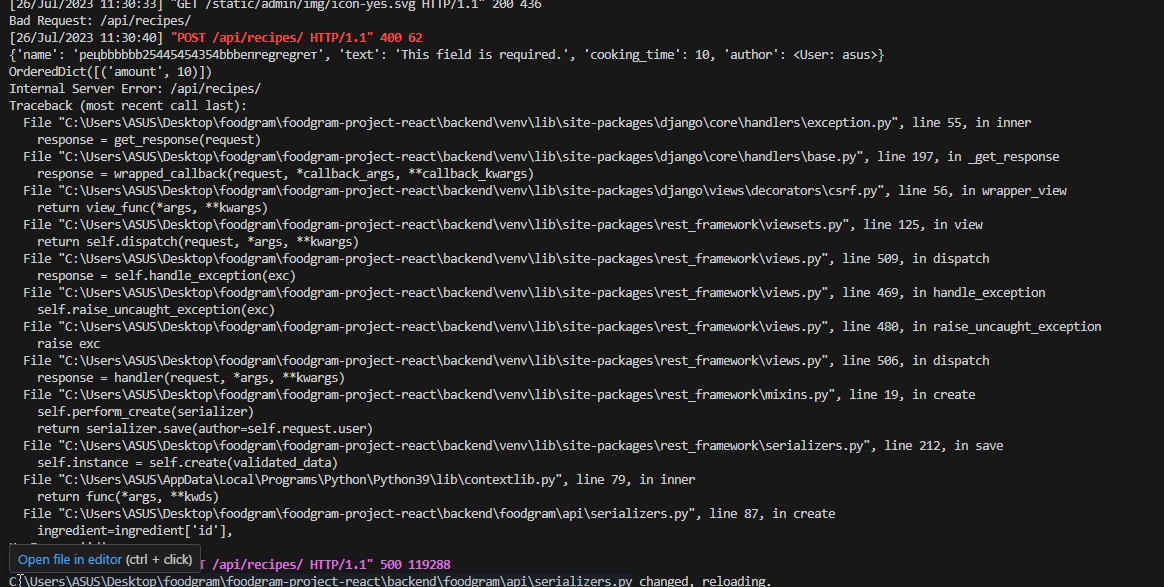 [26/Jul/2023 11:30:33] "GET /static/admin/img/icon-yes.svg HTTP/1.1" 200 436
Bad Request: /api/recipes/
[26/Jul/2023 11:30:40] "POST /api/recipes/ HTTP/1.1" 400 62
{'name': 'рецbbbbbb25445454354bbbепregregreт', 'text': 'This field is required.', 'cooking_time': 10, 'author': <User: asus>}
OrderedDict([('amount', 10)])
Internal Server Error: /api/recipes/
Traceback (most recent call last):
  File "C:\Users\ASUS\Desktop\foodgram\foodgram-project-react\backend\venv\lib\site-packages\django\core\handlers\exception.py", line 55, in inner
    response = get_response(request)
  File "C:\Users\ASUS\Desktop\foodgram\foodgram-project-react\backend\venv\lib\site-packages\django\core\handlers\base.py", line 197, in _get_response
    response = wrapped_callback(request, *callback_args, **callback_kwargs)
  File "C:\Users\ASUS\Desktop\foodgram\foodgram-project-react\backend\venv\lib\site-packages\django\views\decorators\csrf.py", line 56, in wrapper_view
    return view_func(*args, **kwargs)
  File "C:\Users\ASUS\Desktop\foodgram\foodgram-project-react\backend\venv\lib\site-packages\rest_framework\viewsets.py", line 125, in view
    return self.dispatch(request, *args, **kwargs)
  File "C:\Users\ASUS\Desktop\foodgram\foodgram-project-react\backend\venv\lib\site-packages\rest_framework\views.py", line 509, in dispatch
    response = self.handle_exception(exc)
  File "C:\Users\ASUS\Desktop\foodgram\foodgram-project-react\backend\venv\lib\site-packages\rest_framework\views.py", line 469, in handle_exception
    self.raise_uncaught_exception(exc)
  File "C:\Users\ASUS\Desktop\foodgram\foodgram-project-react\backend\venv\lib\site-packages\rest_framework\views.py", line 480, in raise_uncaught_exception
    raise exc
  File "C:\Users\ASUS\Desktop\foodgram\foodgram-project-react\backend\venv\lib\site-packages\rest_framework\views.py", line 506, in dispatch
    response = handler(request, *args, **kwargs)
  File "C:\Users\ASUS\Desktop\foodgram\foodgram-project-react\backend\venv\lib\site-packages\rest_framework\mixins.py", line 19, in create
    self.perform_create(serializer)
    return serializer.save(author=self.request.user)
  File "C:\Users\ASUS\Desktop\foodgram\foodgram-project-react\backend\venv\lib\site-packages\rest_framework\serializers.py", line 212, in save
    self.instance = self.create(validated_data)
  File "C:\Users\ASUS\AppData\Local\Programs\Python\Python39\lib\contextlib.py", line 79, in inner
    return func(*args, **kwds)
  File "C:\Users\ASUS\Desktop\foodgram\foodgram-project-react\backend\foodgram\api\serializers.py", line 87, in create
    ingredient=ingredient['id'],
Open file in editor (ctrl + click)
T /api/recipes/ HTTP/1.1" 500 119288
C:\Users\ASUS\Desktop\foodgram\foodgram-project-react\backend\foodgram\api\serializers.py changed, reloading.